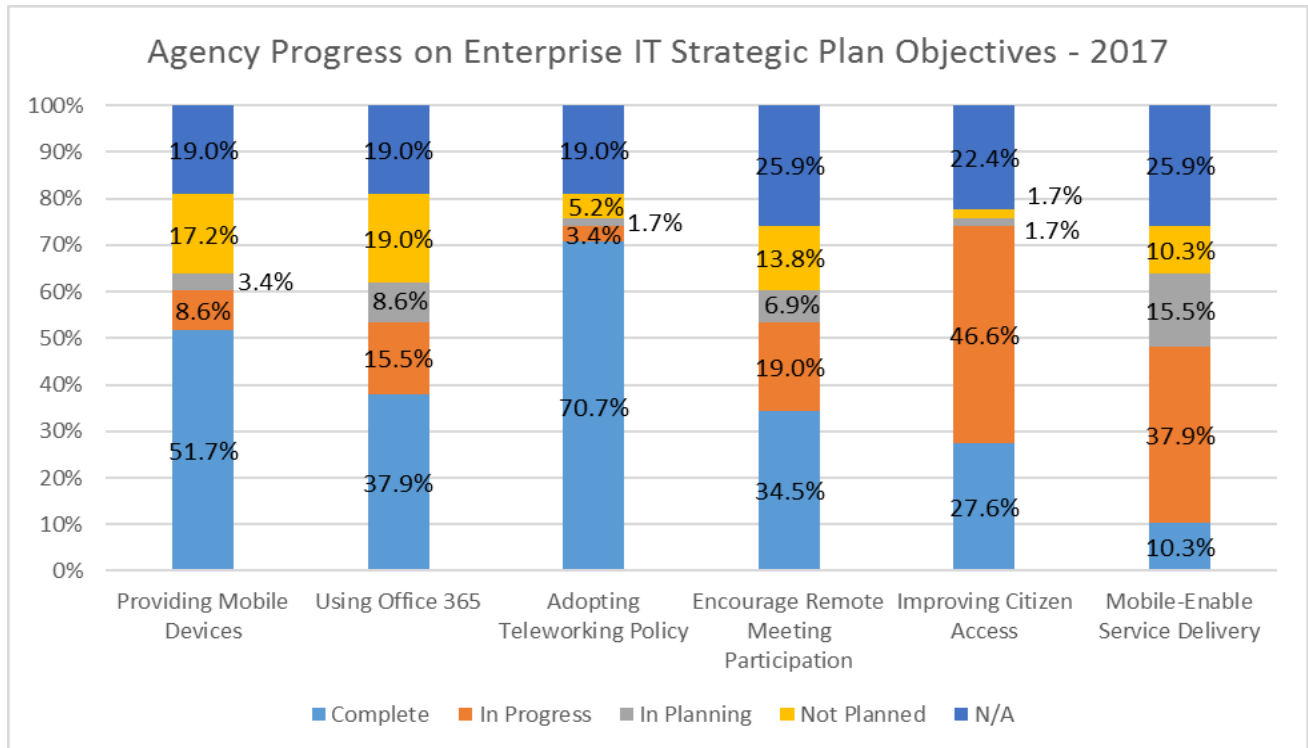 Agency Progress on Enterprise IT Strategic Plan Objectives - 2017
100%
90%
80%
70%
60%
50%
40%
30%
20%
10%
0%
19.0%
17.2%
3.4%
8.6%
51.7%
19.0%
19.0%
8.6%
15.5%
37.9%
19.0%
5.2%
1.7%
3.4%
70.7%
25.9%
13.8%
6.9%
19.0%
34.5%
22.4%
1.7%
1.7%
46.6%
27.6%
25.9%
10.3%
15.5%
37.9%
10.3%
Providing Mobile
Devices
Using Office 365
Adopting
Teleworking Policy
Encourage Remote
Meeting
Participation
Improving Citizen
Access
Mobile-Enable
Service Delivery
Complete
In Progress
In Planning
Not Planned
N/A